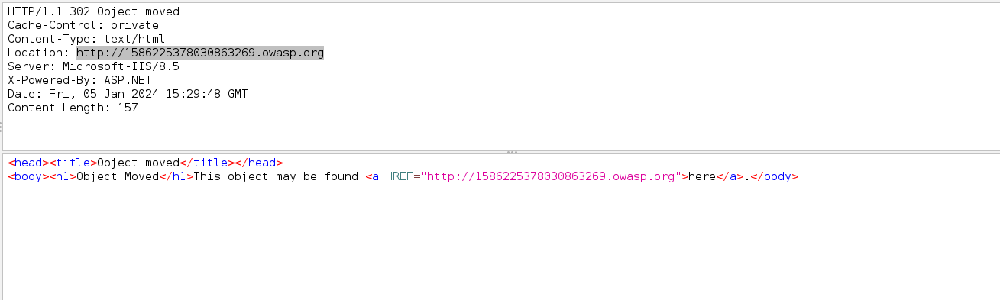 HTTP/1.1 302 Object moved
Cache-Control: private
Content-Type: text/html
Location: http://1586225378030863269.owasp.org
Server: Microsoft-IIS/8.5
X-Powered-By: ASP.NET
Date: Fri, 05 Jan 2024 15:29:48 GMT
Content-Length: 157
<head><title>Object moved</title></head>
<body><h1>Object Moved</h1>This object may be found <a HREF="http://1586225378030863269.owasp.org">here</a>.</body>